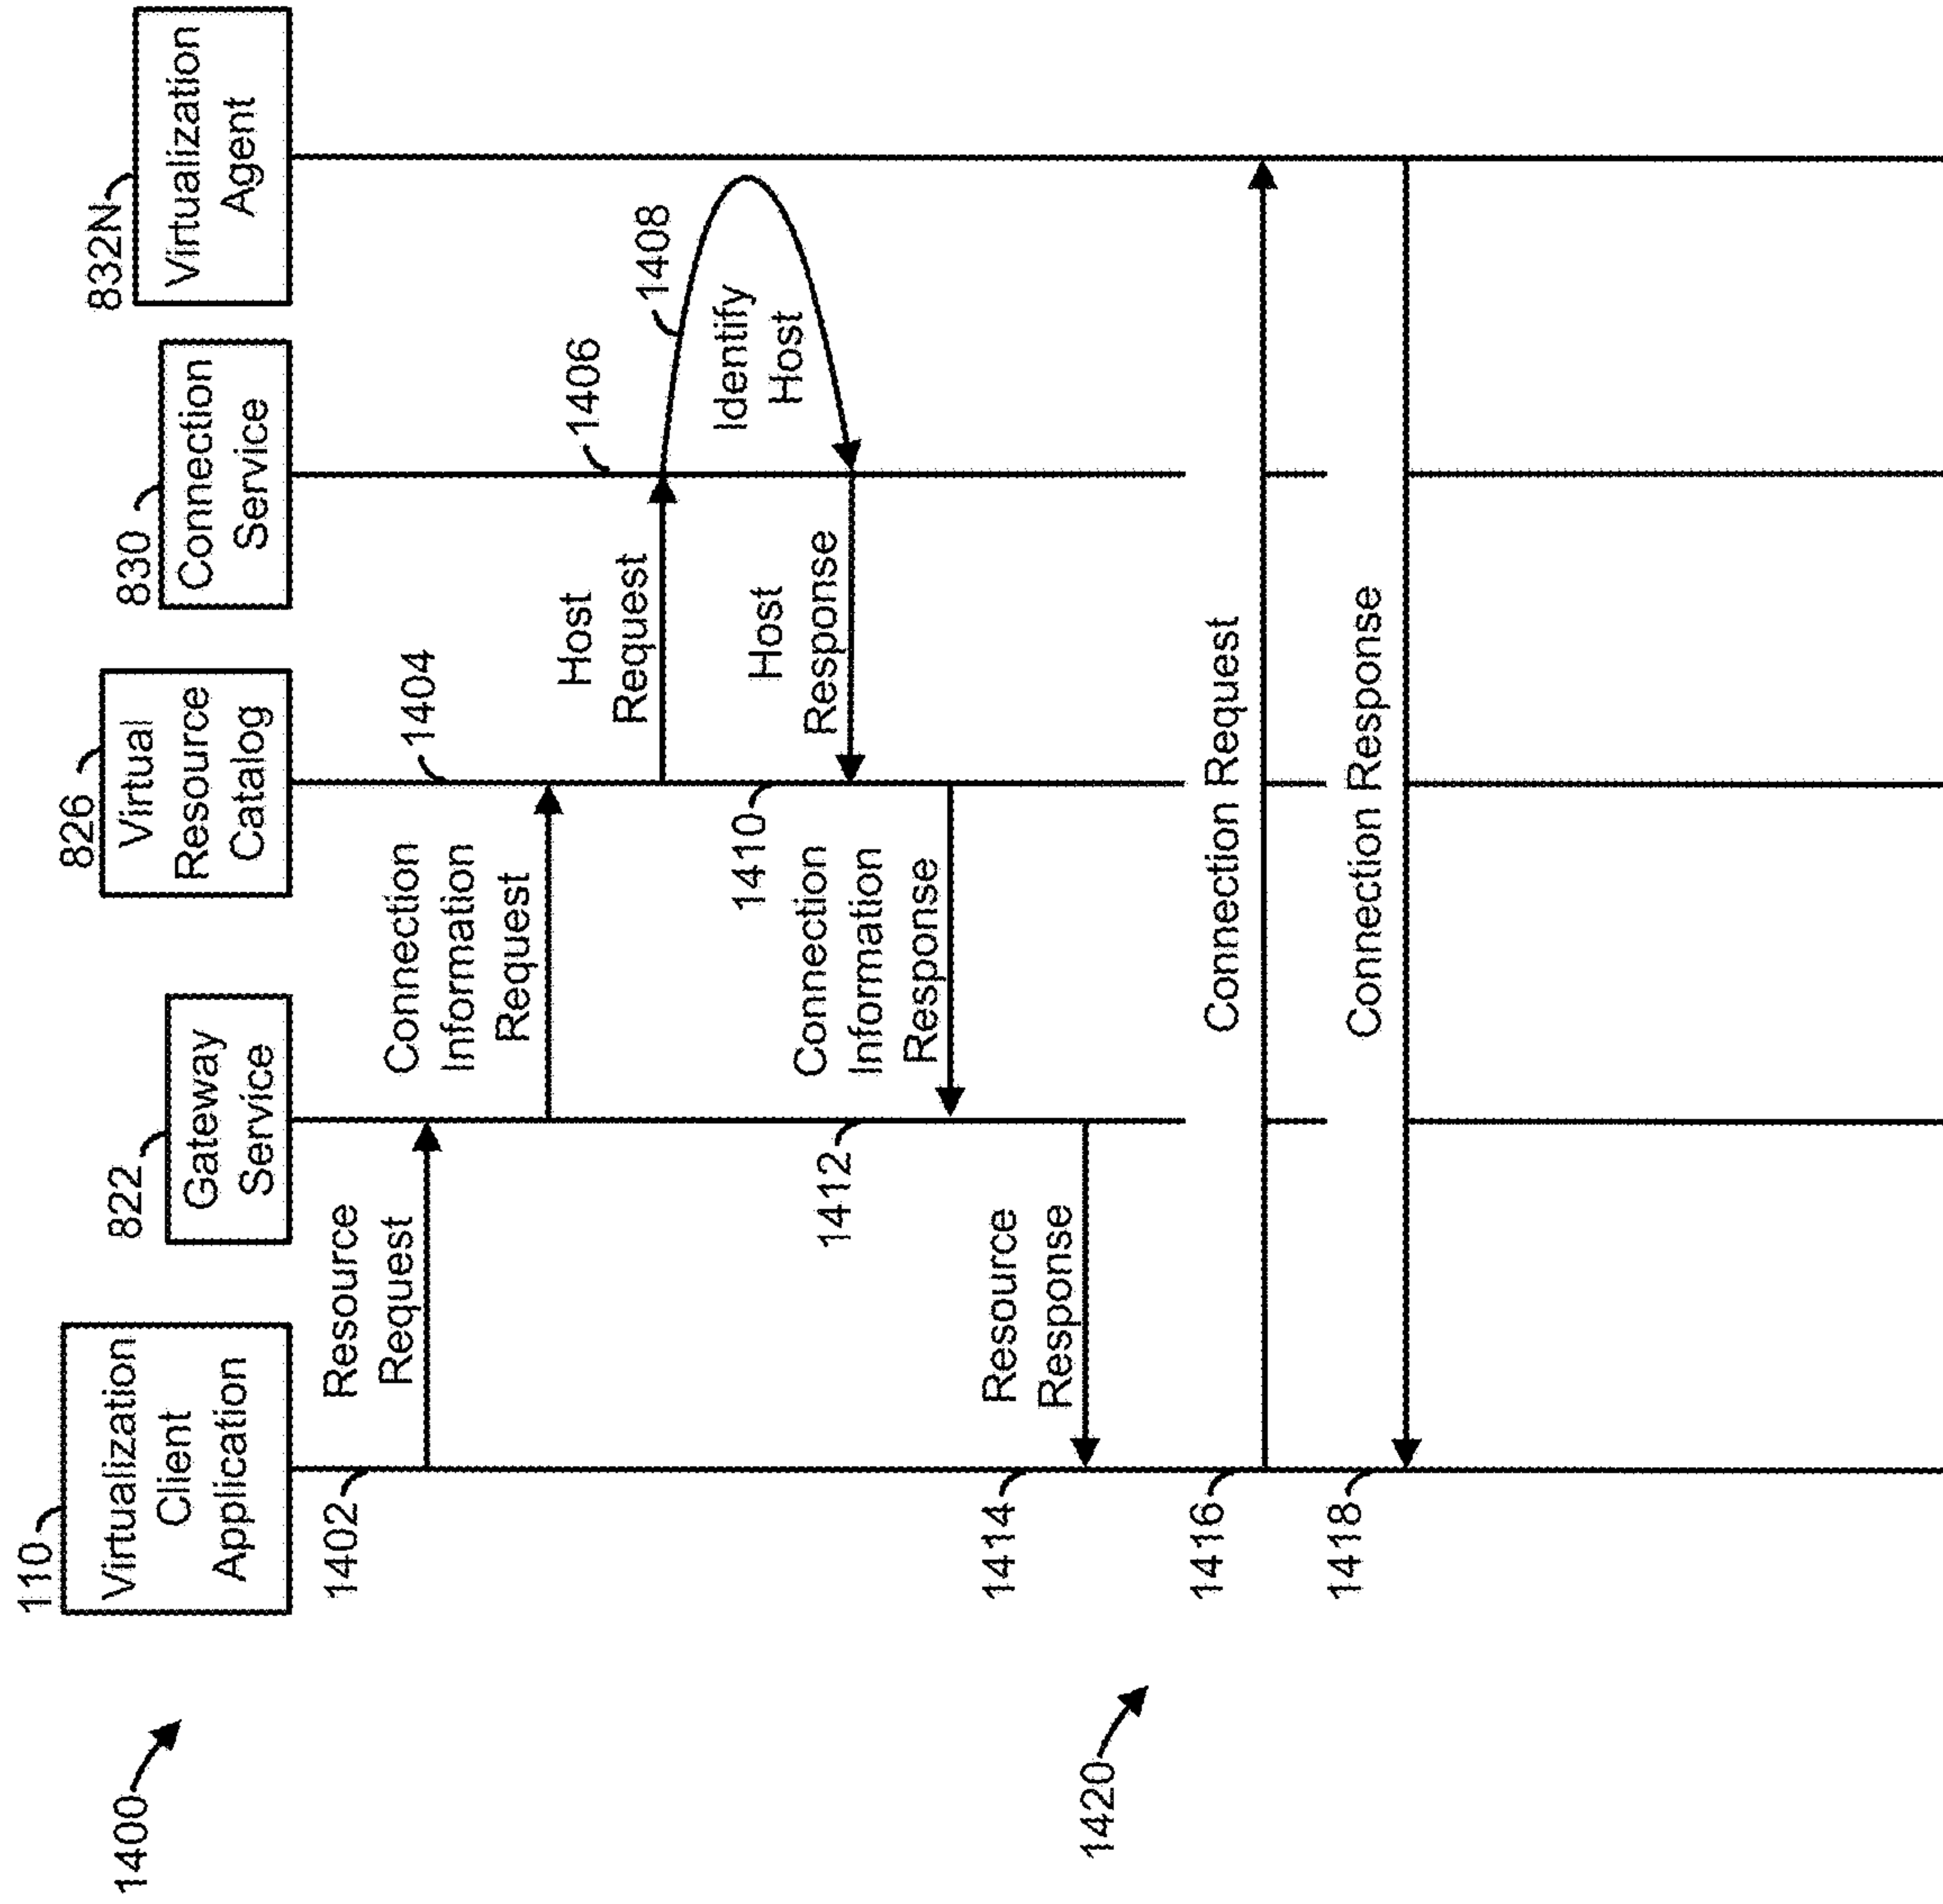 1400
110
Virtualization
Client
Application
822
Gateway
Service
826
Virtual
Resource
Catalog
830
Connection
Service
832N
Virtualization
Agent
1402
Resource
Request
Connection
Information
Request
1404
Host
Request
1406
1408
Identify
Host
Host
Response
1410
Connection
Information
Response
1412
Resource
Response
1414
1420
1416
Connection Request
1418
Connection Response